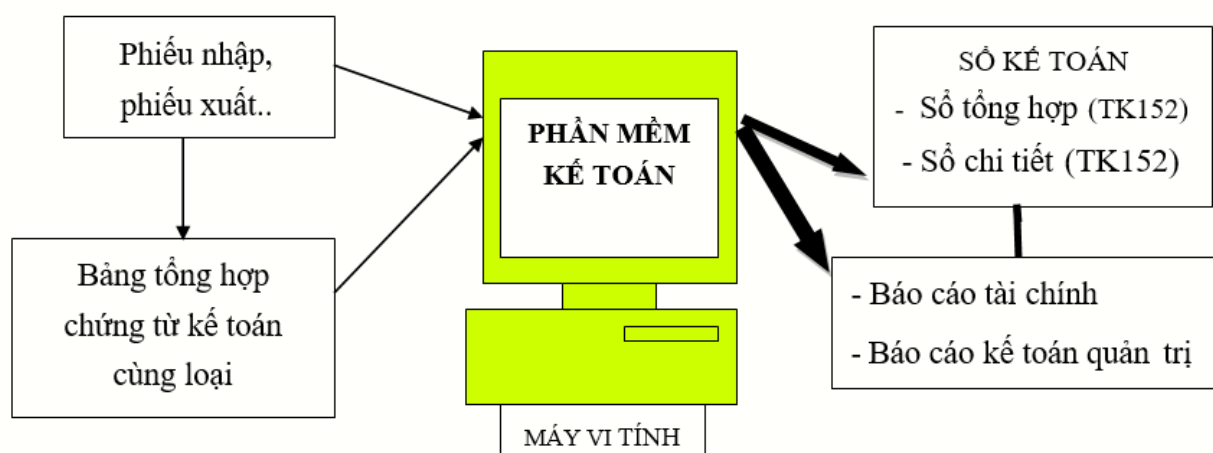 Phiếu nhập,
phiếu xuất..
Bảng tổng hợp
chứng từ kế toán
cùng loại
PHẦN MỀM
KẾ TOÁN
MÁY VI TÍNH
SỔ KẾ TOÁN
- Sổ tổng hợp (TK152)
- Sổ chi tiết (TK152)
- Báo cáo tài chính
- Báo cáo kế toán quản trị